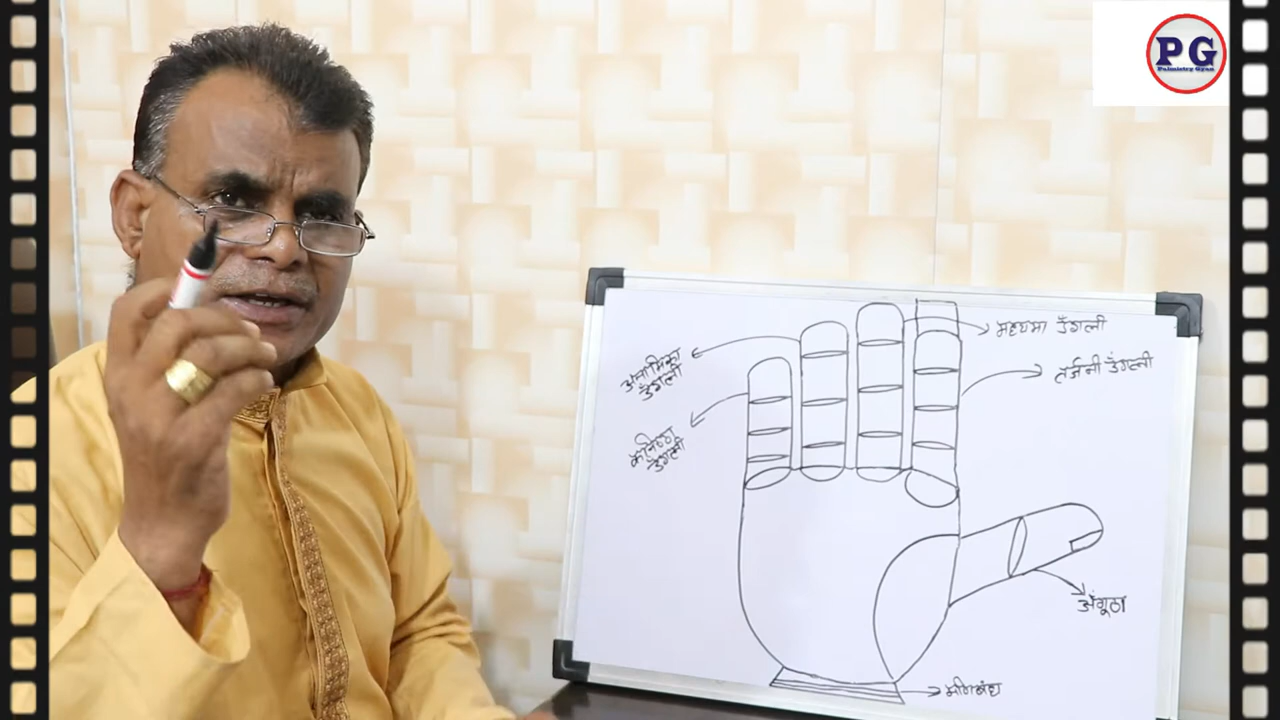 PG
Palmistry Gyan
मध्यमा उँगली
अनामिका
उँगली
तर्जनी उँगली
कनिष्ठा
उँगली
अँगूठा
मणिबंध